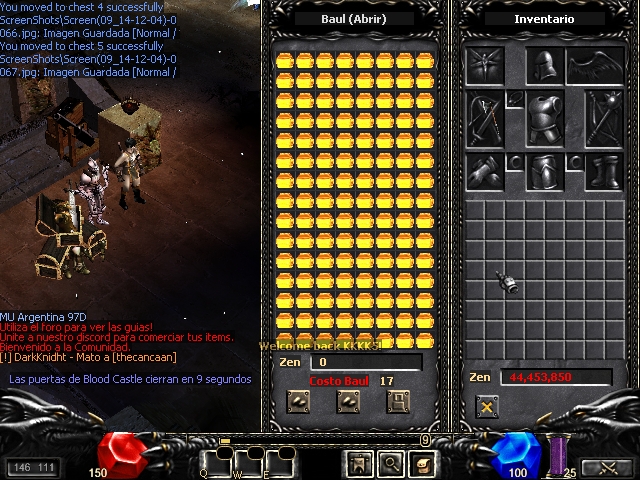 You moved to chest 4 successfully
ScreenShots\Screen(09_14-12-04)-0
066.jpg: Imagen Guardada [Normal /
You moved to chest 5 successfully
ScreenShots\Screen(09_14-12-04)-0
067.jpg: Imagen Guardada [Normal /
Baul (Abrir)
Inventario
MU Argentina 97D
Utiliza el foro para ver las guias!
Unite a nuestro discord para comerciar tus items.
Bienvenido a la Comunidad.
[!] DarkKnidht - Mato a [thecancaan]
Las puertas de Blood Castle cierran en 9 segundos
Welcome back KKKKS!
Zen 0
Costo Baul 17
Zen 44,453,850
146 111
150
Q W E
9
100
25